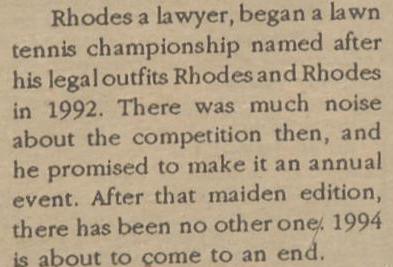 Rhodes a lawyer, began a lawn
tennis championship named after
his legal outfits Rhodes and Rhodes
in 1992. There was much noise
about the competition then, and
he promised to make it an annual
event. After that maiden edition,
there has been no other one. 1994
is about to come to an end.